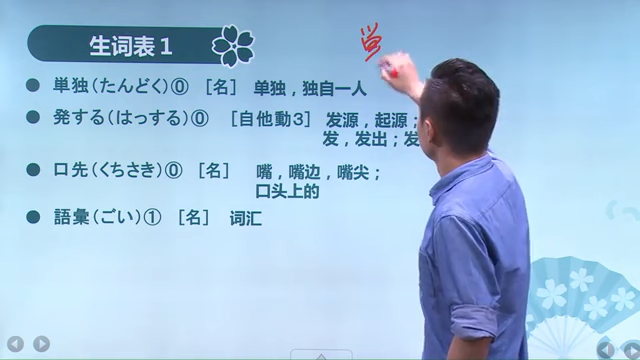 生词表1
単独（たんどく）⓪ ［名］ 单独，独自一人
発する（はっする）⓪ ［自他動3］ 发源，起源；
发，发出；发
口先（くちさき）⓪ ［名］ 嘴，嘴边，嘴尖；
口头上的
語彙（ごい）① ［名］ 词汇